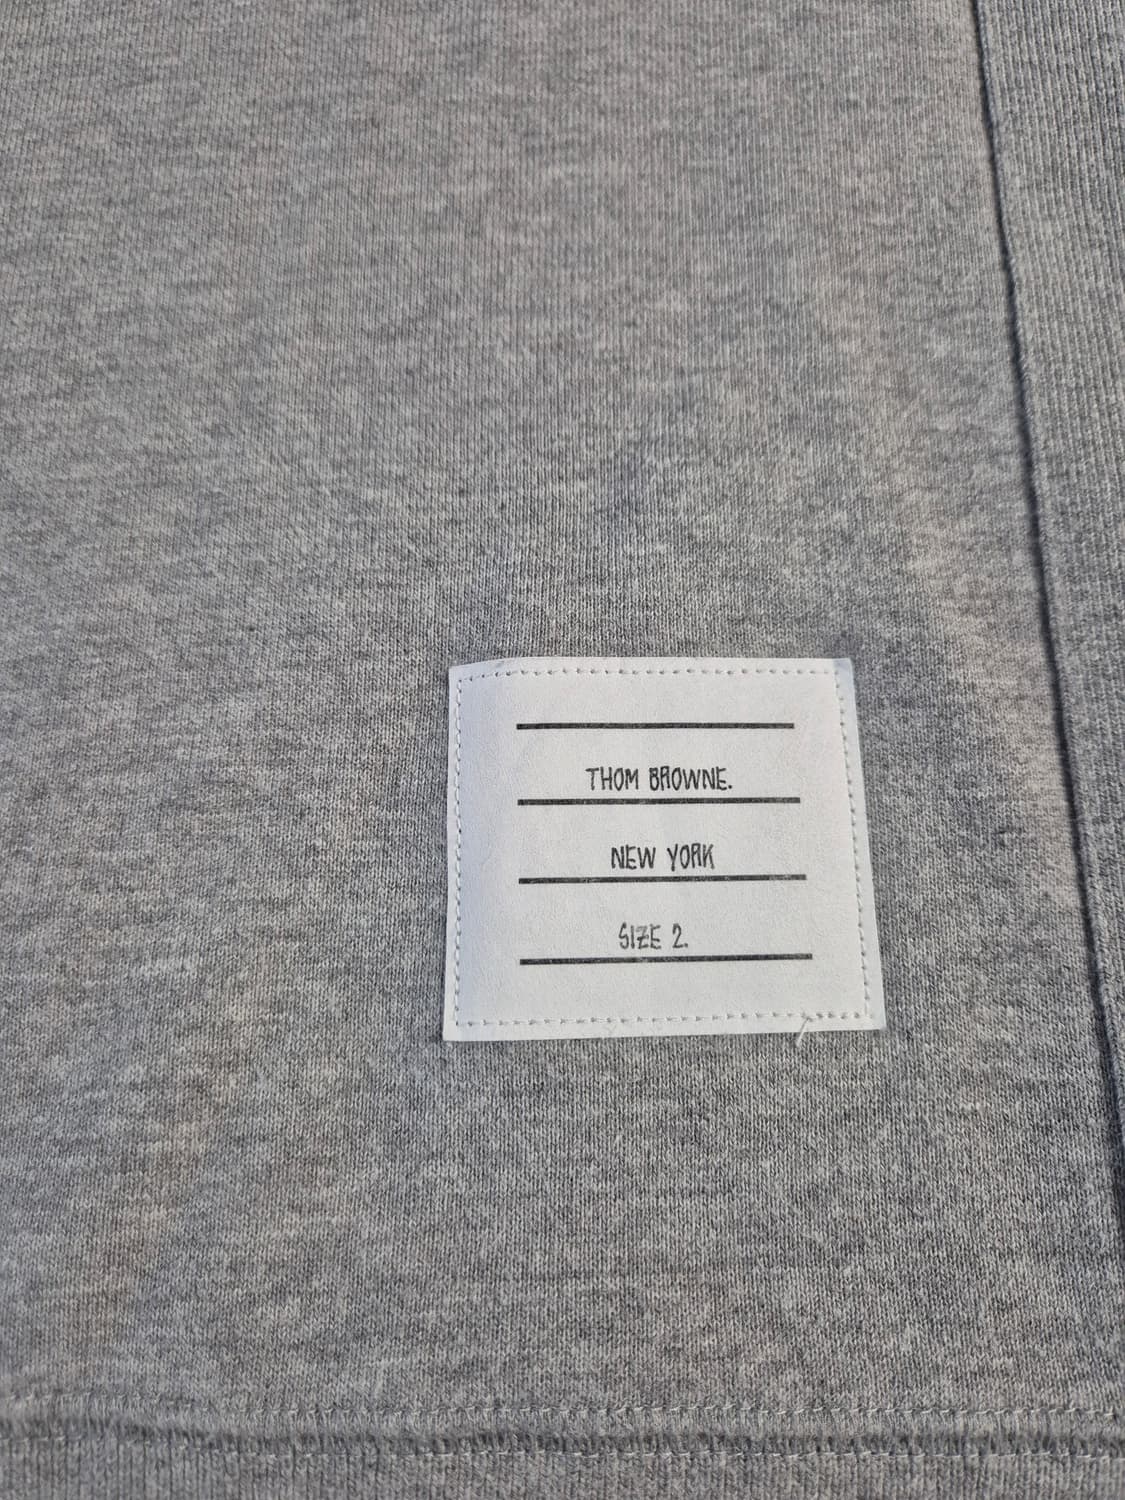 THOM BROWNE.
NEW YORK
SIZE 2.